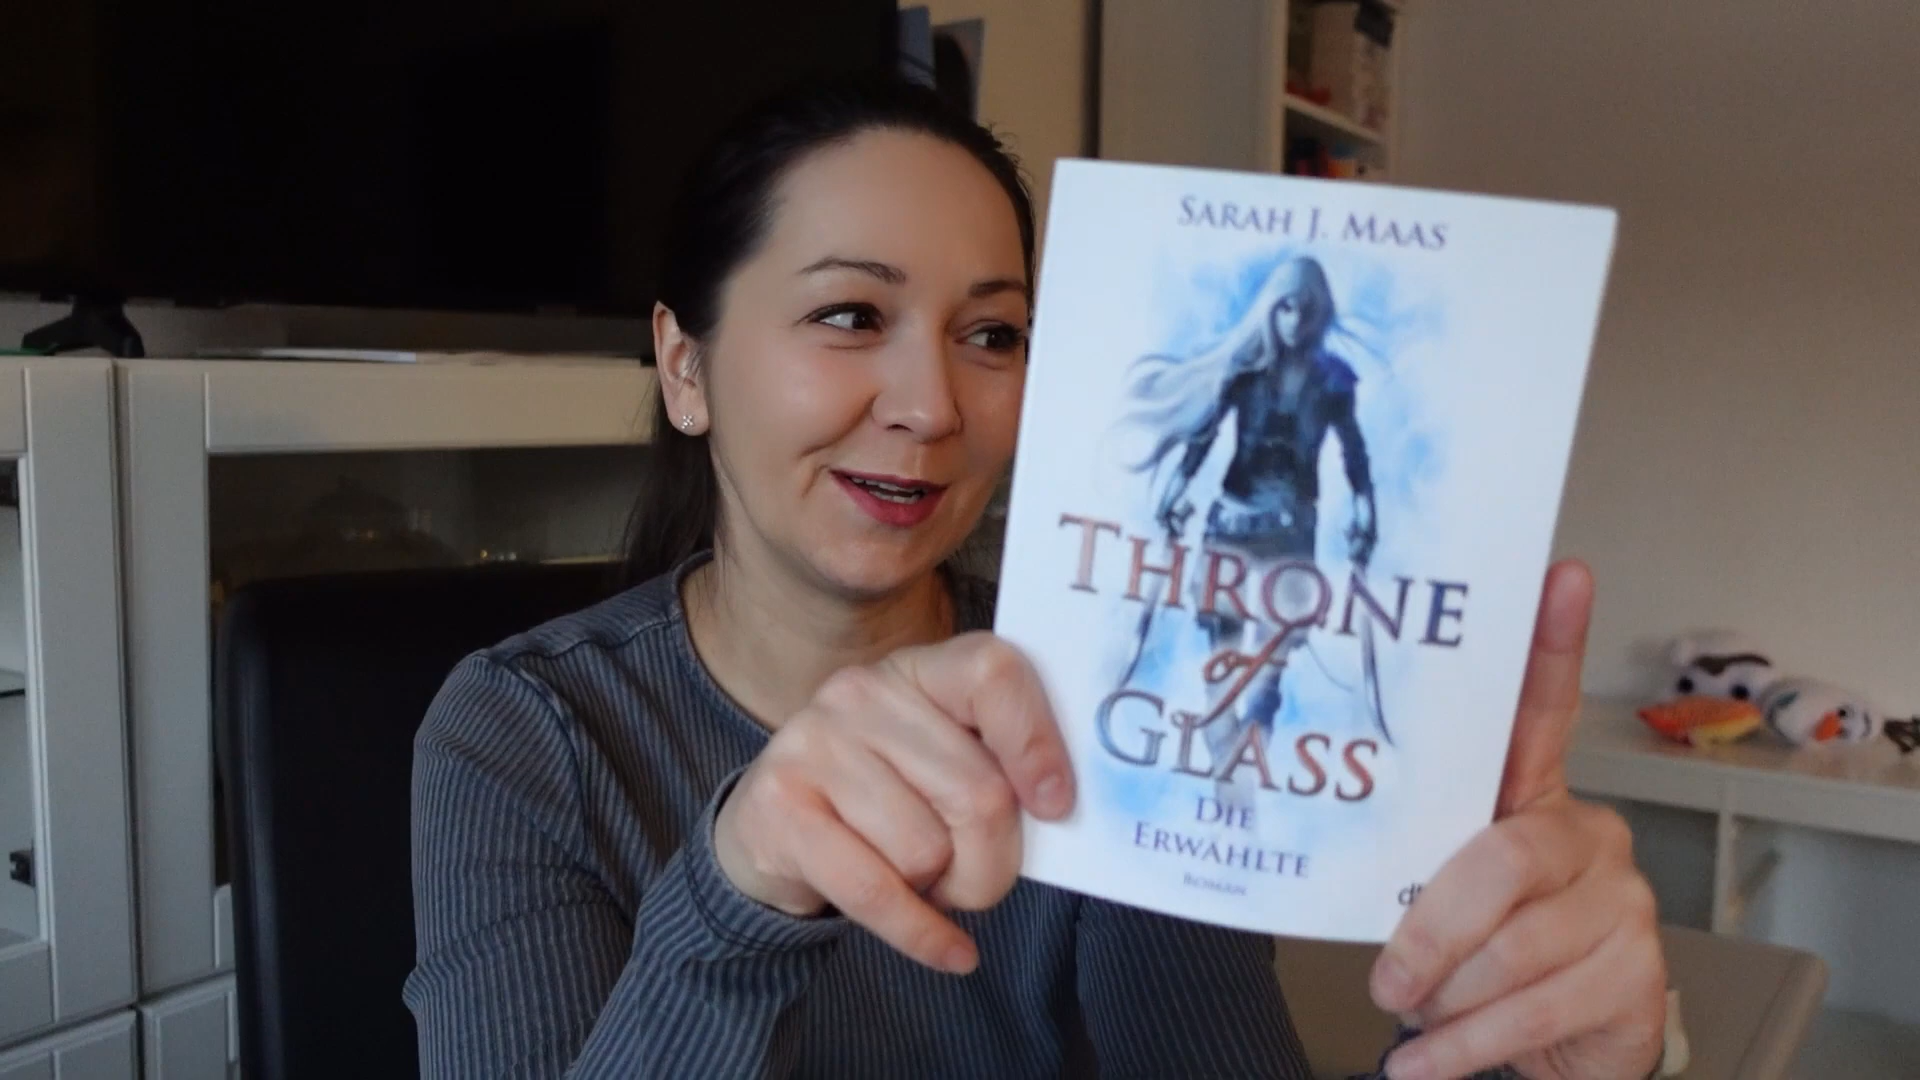 SARAH J. MAAS
THRONE
of
GLASS
DIE
ERWÄHLTE
ROMAN